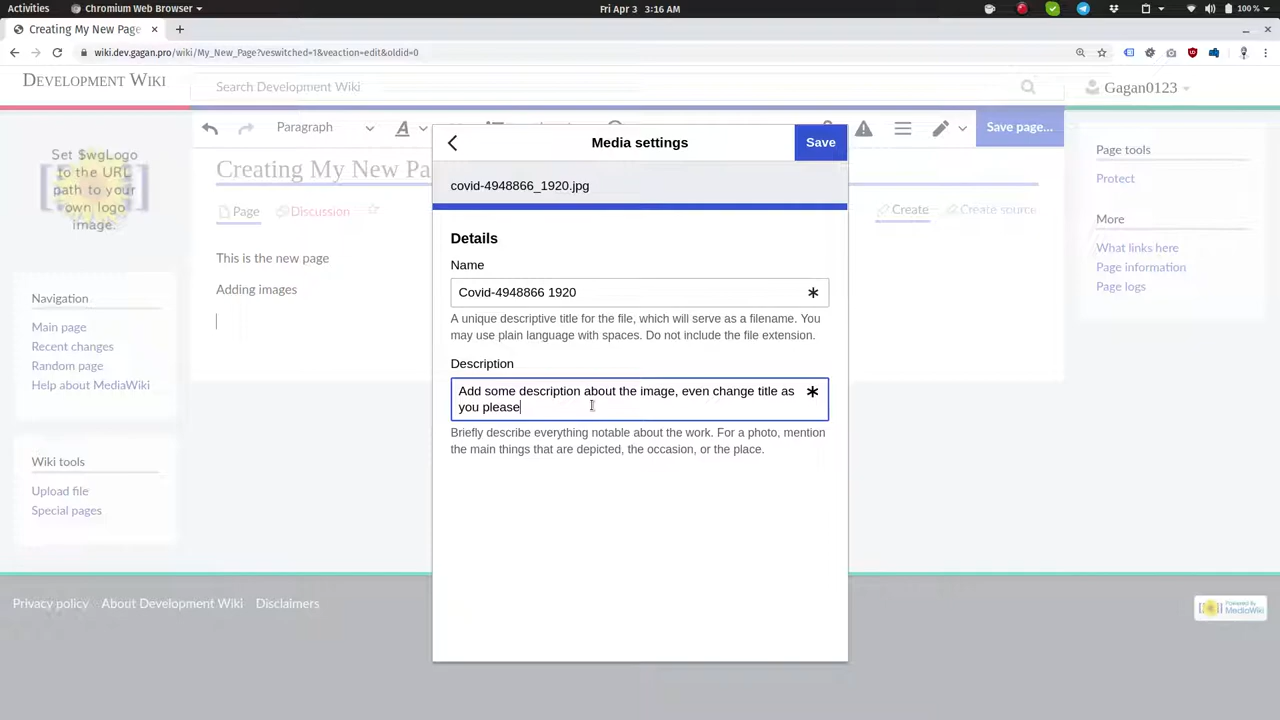 Activities
Chromium Web Browser
Fri Apr 3 3:16 AM
100 %
Creating My New Page
wiki.dev.gagan.pro/wiki/My_New_Page?veswitched=1&veaction=edit&oldid=0
Development Wiki
Search Development Wiki
Gagan0123
Paragraph
A
Save page...
Media settings
Save
Set $wgLogo
to the URL
path to your
own logo
image.
Creating My New Pa
covid-4948866_1920.jpg
Page
Discussion
Create
Create source
Page tools
Protect
More
What links here
Page information
Page logs
This is the new page
Adding images
Details
Name
Covid-4948866 1920
A unique descriptive title for the file, which will serve as a filename. You
may use plain language with spaces. Do not include the file extension.
Description
Add some description about the image, even change title as
you please
Briefly describe everything notable about the work. For a photo, mention
the main things that are depicted, the occasion, or the place.
Navigation
Main page
Recent changes
Random page
Help about MediaWiki
Wiki tools
Upload file
Special pages
Privacy policy
About Development Wiki
Disclaimers
Powered By
MediaWiki